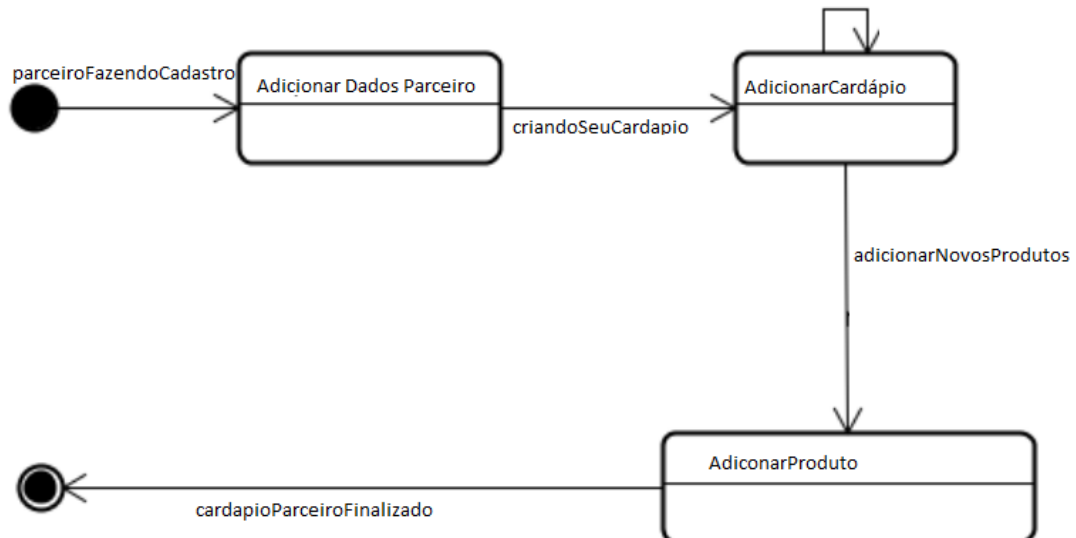 parceiroFazendoCadastro
Adicionar Dados Parceiro
criandoSeuCardapio
AdicionarCardápio
adicionarNovosProdutos
AdiconarProduto
cardapioParceiroFinalizado